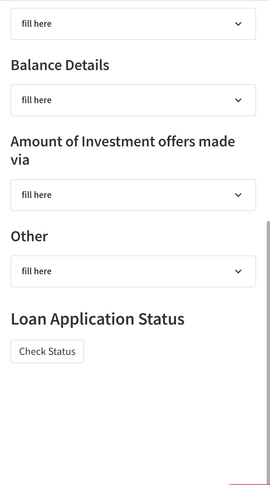 fill here
Balance Details
fill here
Amount of Investment offers made
via
fill here
Other
fill here
Loan Application Status
Check Status